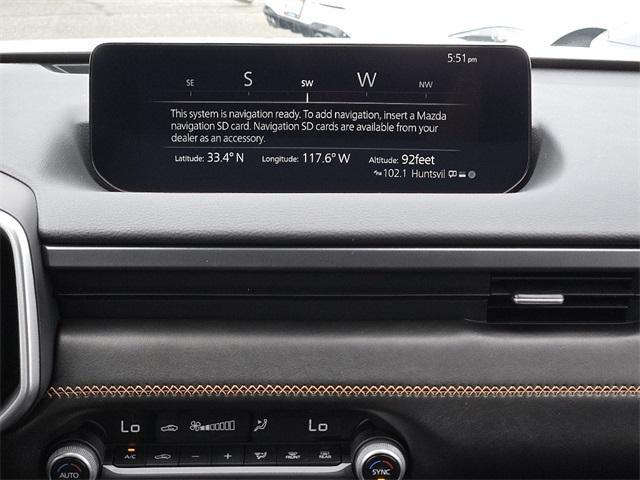 5:51 pm
SE S SW W NW
This system is navigation ready. To add navigation, insert a Mazda
navigation SD card. Navigation SD cards are available from your
dealer as an accessory.
Latitude: 33.4° N Longitude: 117.6° W Altitude: 92feet
102.1 Huntsvil
Lo Lo
A/C - + FRONT REAR
AUTO SYNC